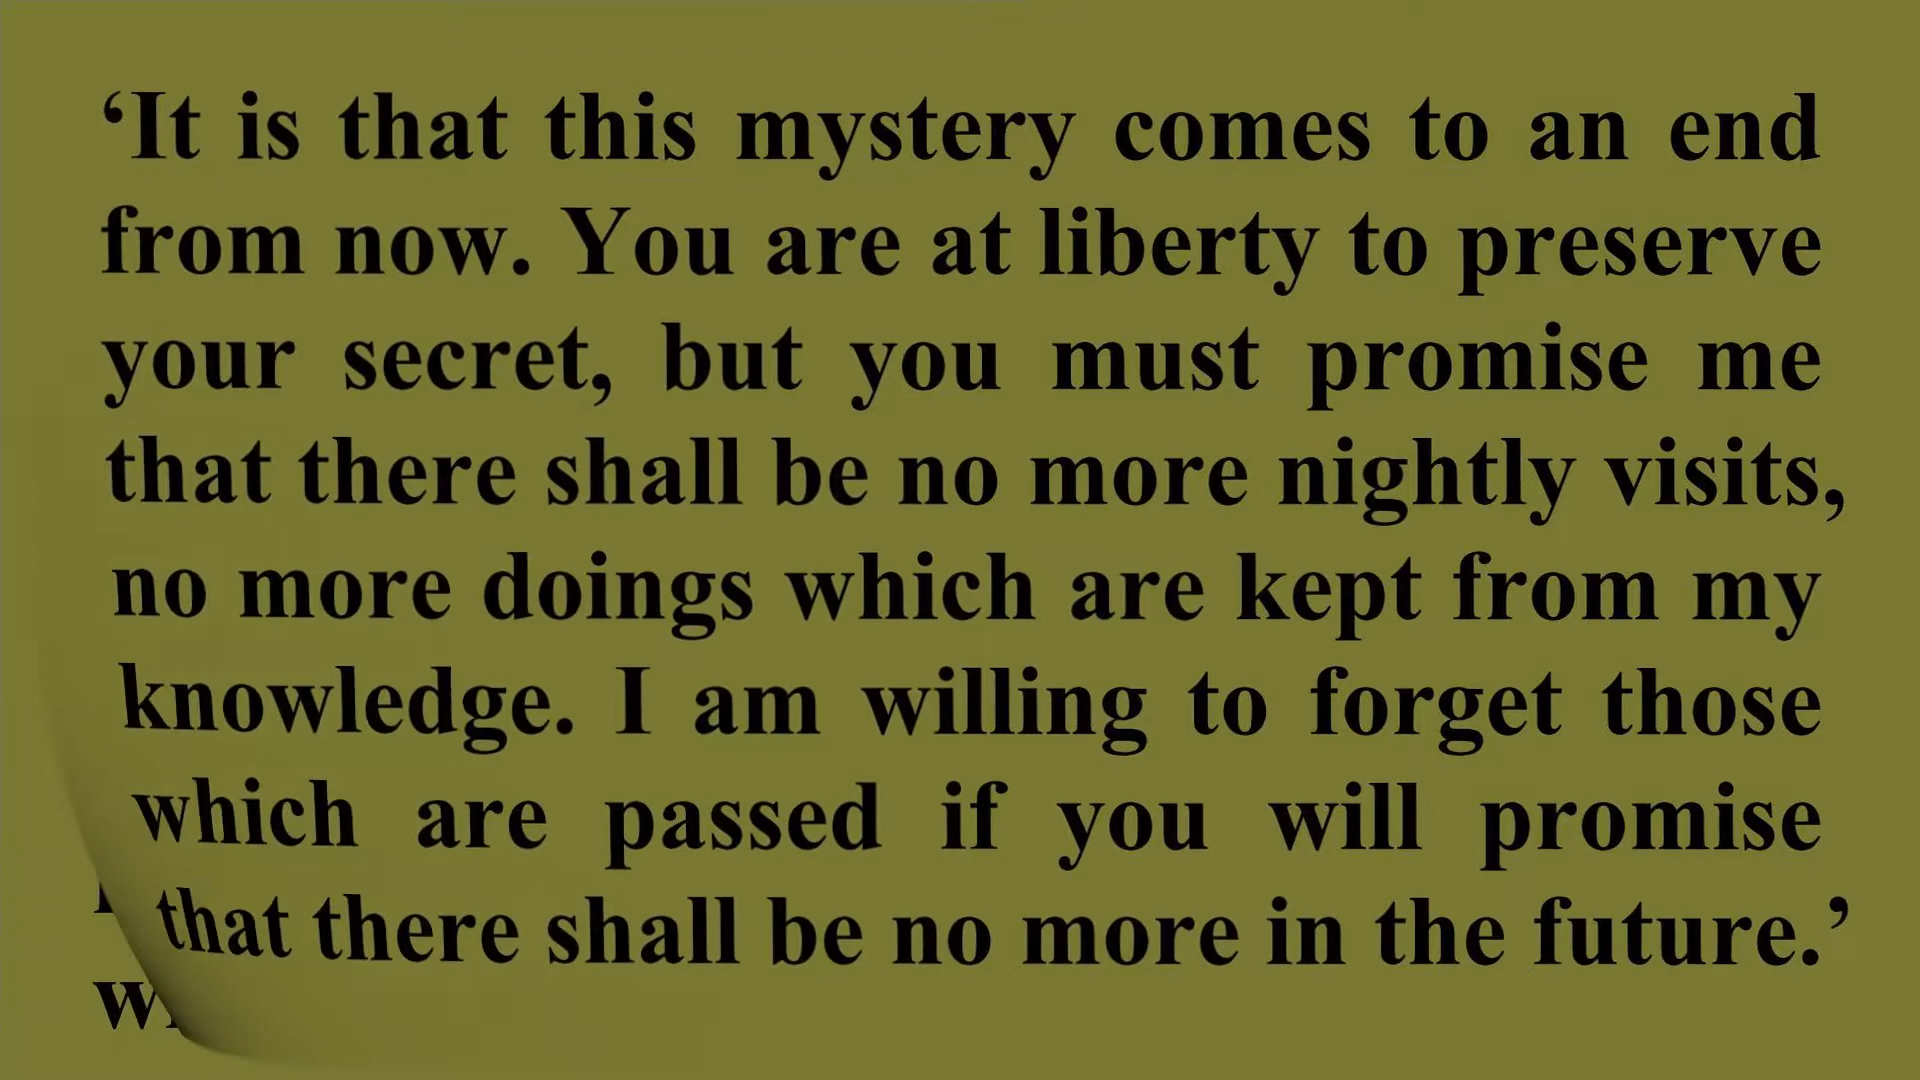 ‘It is that this mystery comes to an end
from now. You are at liberty to preserve
your secret, but you must promise me
that there shall be no more nightly visits,
no more doings which are kept from my
knowledge. I am willing to forget those
which are passed if you will promise
that there shall be no more in the future.’